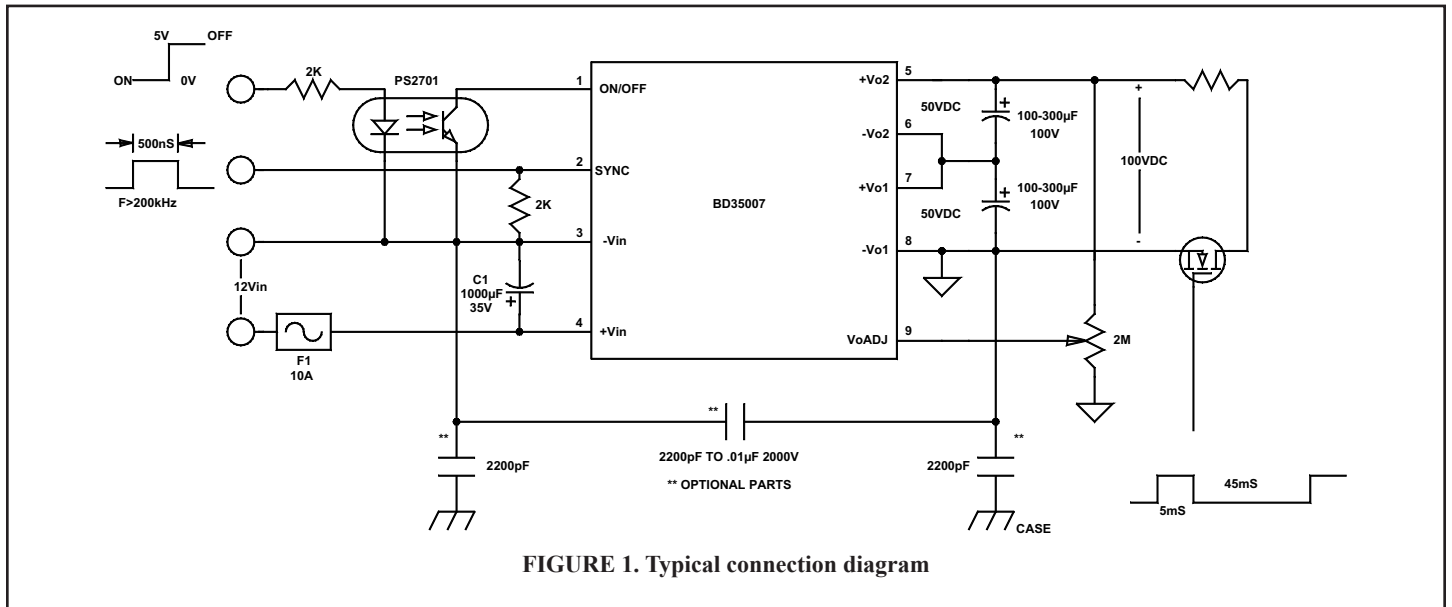 5V
OFF
ON
0V
2K
PS2701
1
ON/OFF
500nS
F>200kHz
2
SYNC
2K
3
-Vin
12Vin
C1
1000µF
35V
+
4
+Vin
F1
10A
BD35007
+Vo2
5
50VDC
+
100-300µF
100V
-Vo2
6
+Vo1
7
50VDC
+
100-300µF
100V
-Vo1
8
+
100VDC
-
VoADJ
9
2M
**
2200pF
**
2200pF TO .01µF 2000V
** OPTIONAL PARTS
**
2200pF
CASE
45mS
5mS
FIGURE 1. Typical connection diagram